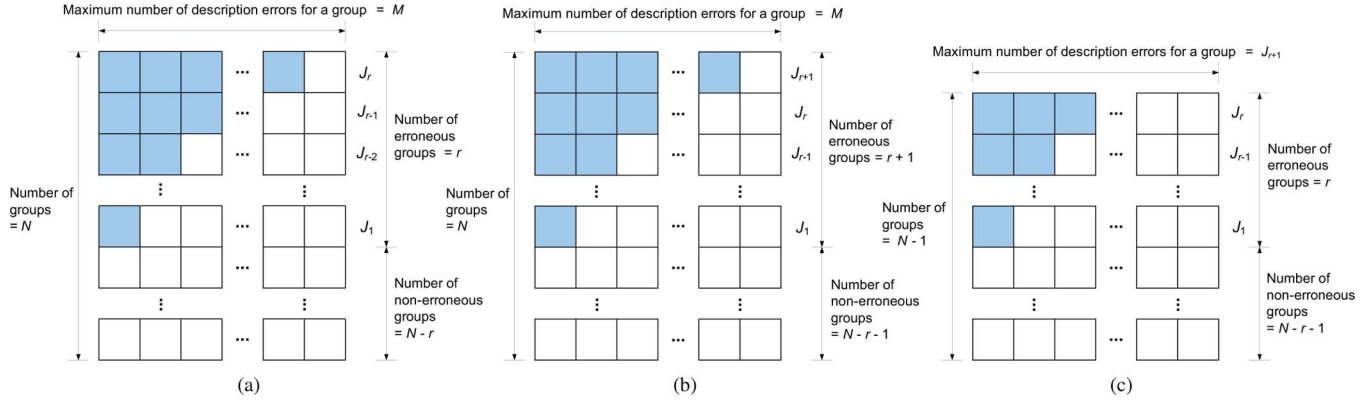 Maximum number of description errors for a group = M
...
J_r
...
J_{r-1}
...
J_{r-2}
Number of
erroneous
groups = r
Number of
groups
= N
⋮
⋮
...
J_1
...
Number of
non-erroneous
groups
= N - r
⋮
⋮
...
(a)
Maximum number of description errors for a group = M
...
J_{r+1}
...
J_r
...
J_{r-1}
Number of
erroneous
groups = r + 1
Number of
groups
= N
⋮
⋮
...
J_1
...
Number of
non-erroneous
groups
= N - r - 1
⋮
⋮
...
(b)
Maximum number of description errors for a group = J_{r+1}
...
J_r
...
J_{r-1}
Number of
erroneous
groups = r
Number of
groups
= N - 1
⋮
⋮
...
J_1
...
Number of
non-erroneous
groups
= N - r - 1
⋮
⋮
...
(c)